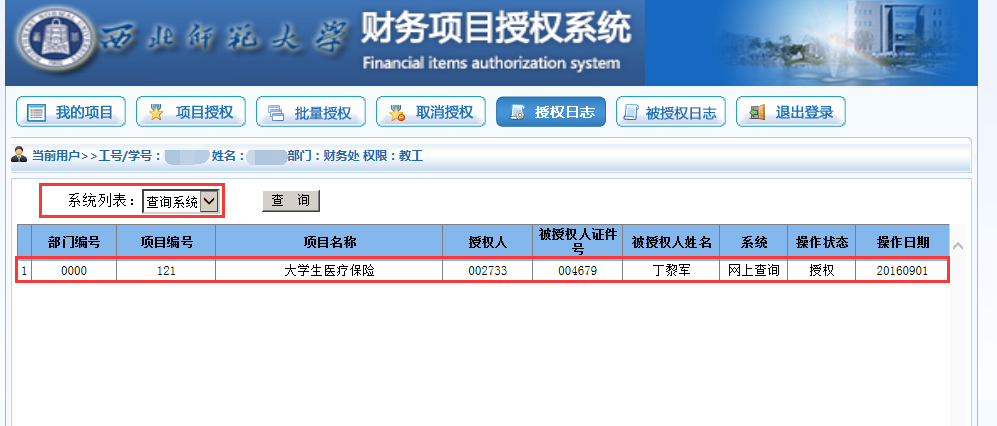 西北师范大学 财务项目授权系统
Financial items authorization system
我的项目 项目授权 批量授权 取消授权 授权日志 被授权日志 退出登录
当前用户>>工号/学号： 姓名： 部门：财务处 权限：教工
系统列表： 查询系统 查 询
部门编号 项目编号 项目名称 授权人 被授权人证件号 被授权人姓名 系统 操作状态 操作日期
1 0000 121 大学生医疗保险 002733 004679 丁黎军 网上查询 授权 20160901